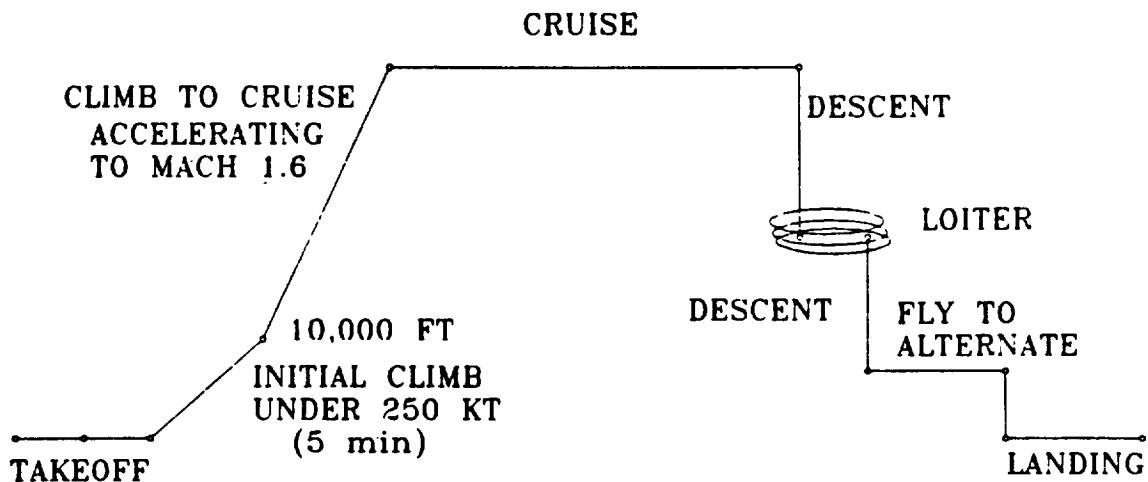 CRUISE
CLIMB TO CRUISE
ACCELERATING
TO MACH 1.6
DESCENT
LOITER
10,000 FT
DESCENT
FLY TO
ALTERNATE
INITIAL CLIMB
UNDER 250 KT
(5 min)
TAKEOFF
LANDING